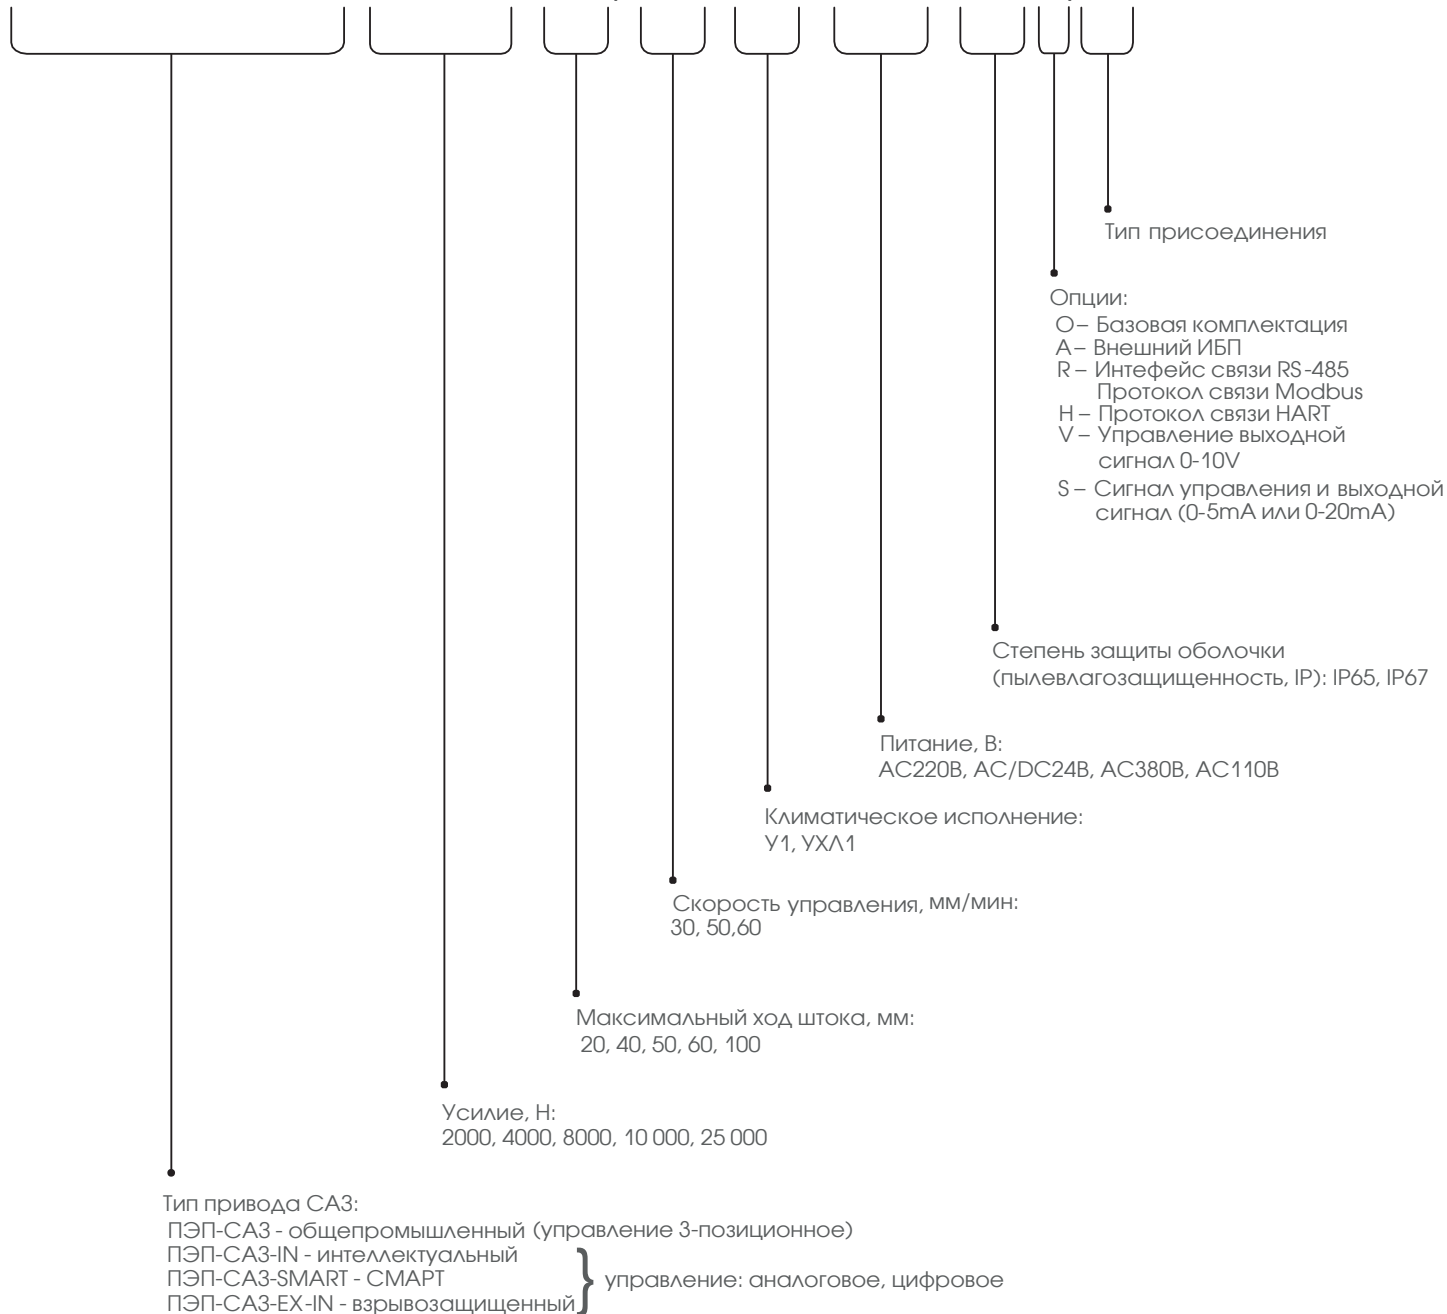 Тип присоединения
Опции:
O – Базовая комплектация
A – Внешний ИБП
R – Интефейс связи RS-485
Протокол связи Modbus
H – Протокол связи HART
V – Управление выходной
сигнал 0-10V
S – Сигнал управления и выходной
сигнал (0-5mA или 0-20mA)
Степень защиты оболочки
(пылевлагозащищенность, IP): IP65, IP67
Питание, В:
AC220В, AC/DC24В, AC380В, AC110В
Климатическое исполнение:
У1, УХЛ1
Скорость управления, мм/мин:
30, 50,60
Максимальный ход штока, мм:
20, 40, 50, 60, 100
Усилие, Н:
2000, 4000, 8000, 10 000, 25 000
Тип привода СА3:
ПЭП-СА3 - общепромышленный (управление 3-позиционное)
ПЭП-СА3-IN - интеллектуальный
ПЭП-СА3-SMART - СМАРТ } управление: аналоговое, цифровое
ПЭП-СА3-EX-IN - взрывозащищенный